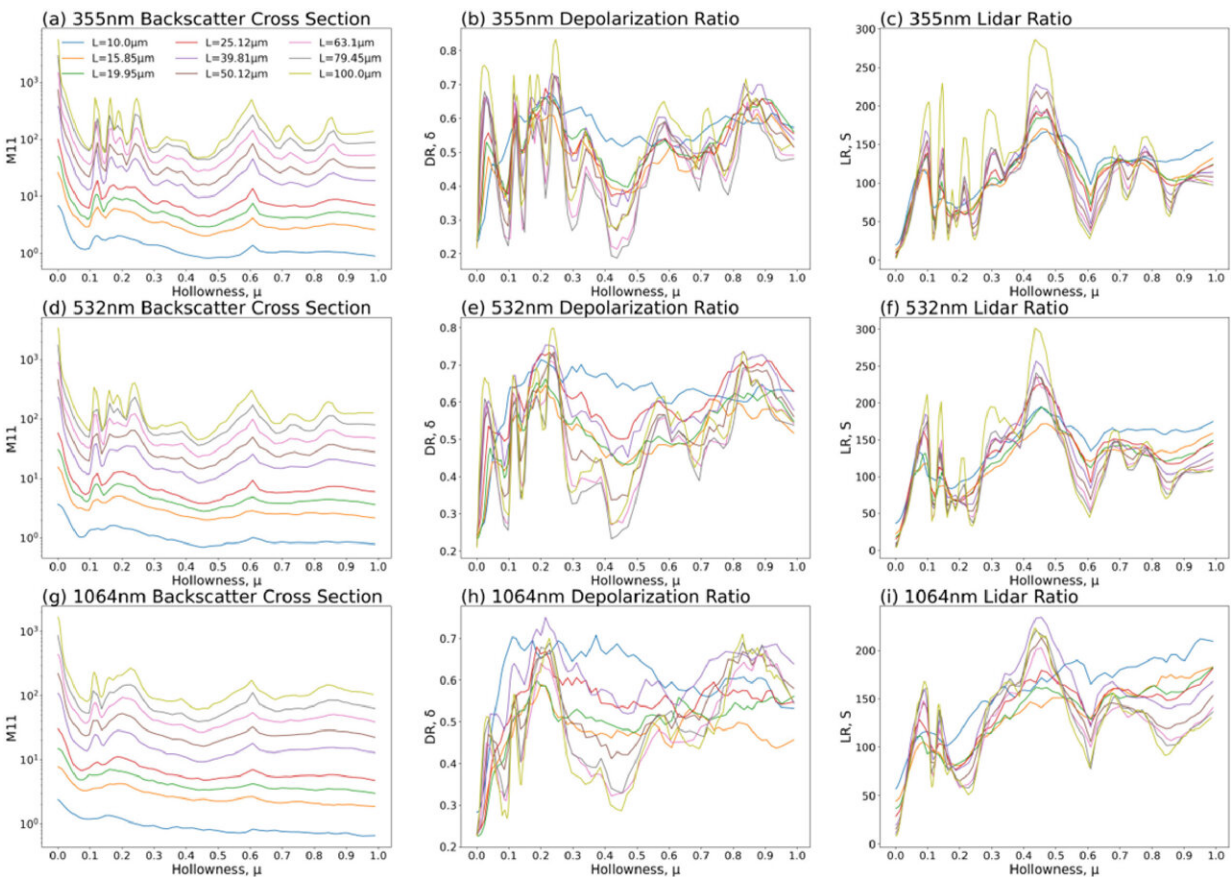 (a) 355nm Backscatter Cross Section
L=10.0μm L=25.12μm L=63.1μm
L=15.85μm L=39.81μm L=79.45μm
L=19.95μm L=50.12μm L=100.0μm
10³
10²
10¹
10⁰
M11
0.0 0.1 0.2 0.3 0.4 0.5 0.6 0.7 0.8 0.9 1.0
Hollowness, μ
(b) 355nm Depolarization Ratio
0.8
0.7
0.6
0.5
0.4
0.3
0.2
DR, δ
0.0 0.1 0.2 0.3 0.4 0.5 0.6 0.7 0.8 0.9 1.0
Hollowness, μ
(c) 355nm Lidar Ratio
250
200
150
100
50
0
LR, S
0.0 0.1 0.2 0.3 0.4 0.5 0.6 0.7 0.8 0.9 1.0
Hollowness, μ
(d) 532nm Backscatter Cross Section
10³
10²
10¹
10⁰
M11
0.0 0.1 0.2 0.3 0.4 0.5 0.6 0.7 0.8 0.9 1.0
Hollowness, μ
(e) 532nm Depolarization Ratio
0.8
0.7
0.6
0.5
0.4
0.3
0.2
DR, δ
0.0 0.1 0.2 0.3 0.4 0.5 0.6 0.7 0.8 0.9 1.0
Hollowness, μ
(f) 532nm Lidar Ratio
300
250
200
150
100
50
0
LR, S
0.0 0.1 0.2 0.3 0.4 0.5 0.6 0.7 0.8 0.9 1.0
Hollowness, μ
(g) 1064nm Backscatter Cross Section
10³
10²
10¹
10⁰
M11
0.0 0.1 0.2 0.3 0.4 0.5 0.6 0.7 0.8 0.9 1.0
Hollowness, μ
(h) 1064nm Depolarization Ratio
0.7
0.6
0.5
0.4
0.3
0.2
DR, δ
0.0 0.1 0.2 0.3 0.4 0.5 0.6 0.7 0.8 0.9 1.0
Hollowness, μ
(i) 1064nm Lidar Ratio
250
200
150
100
50
0
LR, S
0.0 0.1 0.2 0.3 0.4 0.5 0.6 0.7 0.8 0.9 1.0
Hollowness, μ